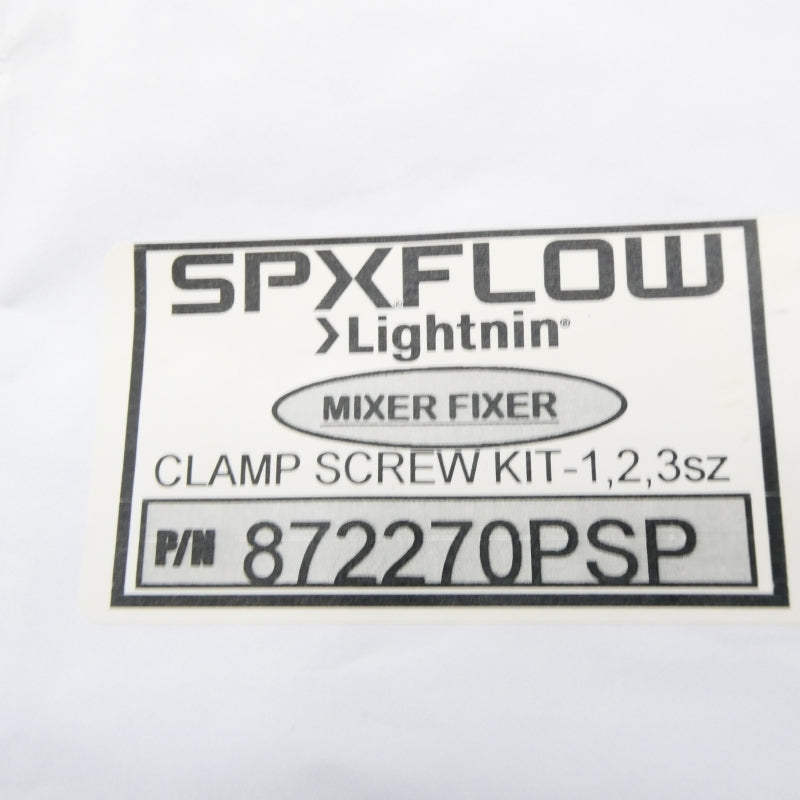 SPXFLOW
Lightnin®
MIXER FIXER
CLAMP SCREW KIT-1,2,3sz
P/N 872270PSP